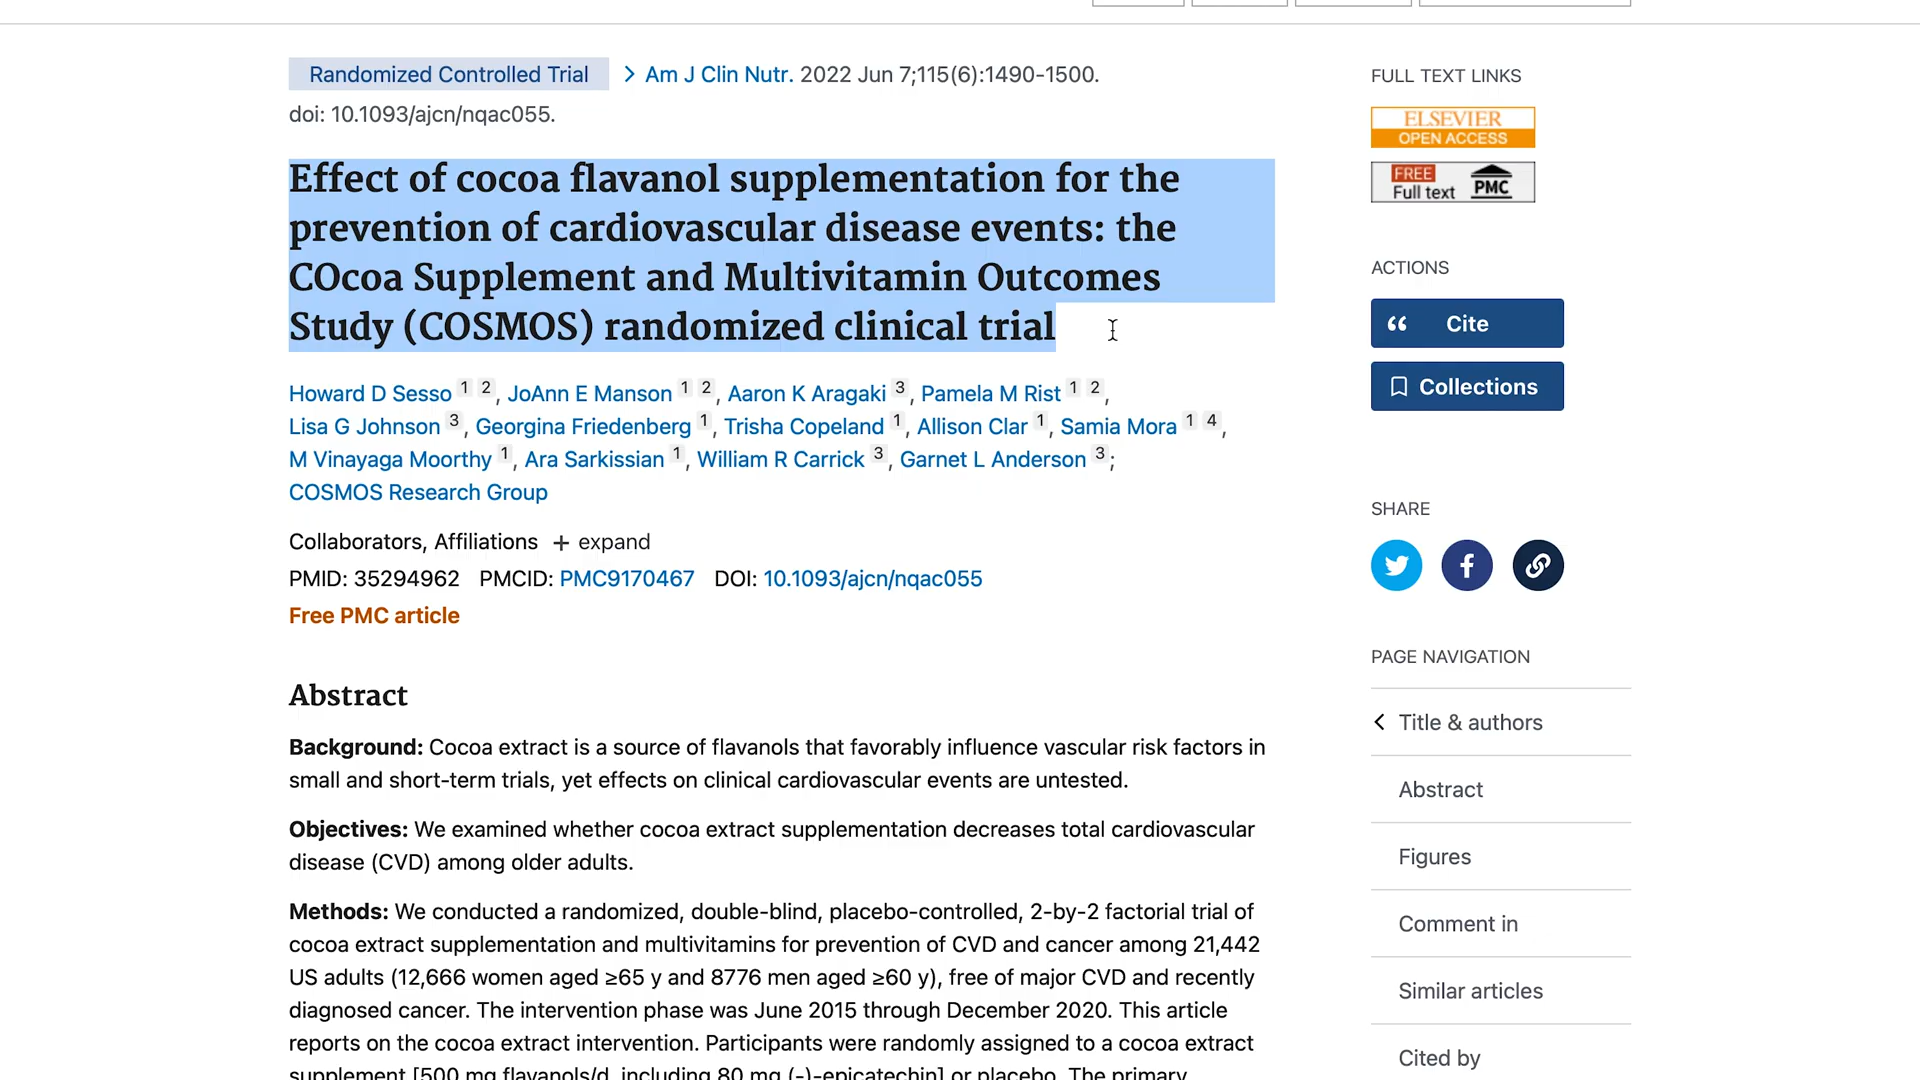 Randomized Controlled Trial > Am J Clin Nutr. 2022 Jun 7;115(6):1490-1500.
doi: 10.1093/ajcn/nqac055.
Effect of cocoa flavanol supplementation for the
prevention of cardiovascular disease events: the
COcoa Supplement and Multivitamin Outcomes
Study (COSMOS) randomized clinical trial
Howard D Sesso 1 2, JoAnn E Manson 1 2, Aaron K Aragaki 3, Pamela M Rist 1 2,
Lisa G Johnson 3, Georgina Friedenberg 1, Trisha Copeland 1, Allison Clar 1, Samia Mora 1 4,
M Vinayaga Moorthy 1, Ara Sarkissian 1, William R Carrick 3, Garnet L Anderson 3;
COSMOS Research Group
Collaborators, Affiliations + expand
PMID: 35294962 PMCID: PMC9170467 DOI: 10.1093/ajcn/nqac055
Free PMC article
Abstract
Background: Cocoa extract is a source of flavanols that favorably influence vascular risk factors in
small and short-term trials, yet effects on clinical cardiovascular events are untested.
Objectives: We examined whether cocoa extract supplementation decreases total cardiovascular
disease (CVD) among older adults.
Methods: We conducted a randomized, double-blind, placebo-controlled, 2-by-2 factorial trial of
cocoa extract supplementation and multivitamins for prevention of CVD and cancer among 21,442
US adults (12,666 women aged ≥65 y and 8776 men aged ≥60 y), free of major CVD and recently
diagnosed cancer. The intervention phase was June 2015 through December 2020. This article
reports on the cocoa extract intervention. Participants were randomly assigned to a cocoa extract
supplement [500 mg flavanols/d, including 80 mg (-)-epicatechin] or placebo. The primary
FULL TEXT LINKS
ELSEVIER
OPEN ACCESS
FREE
Full text PMC
ACTIONS
Cite
Collections
SHARE
PAGE NAVIGATION
Title & authors
Abstract
Figures
Comment in
Similar articles
Cited by